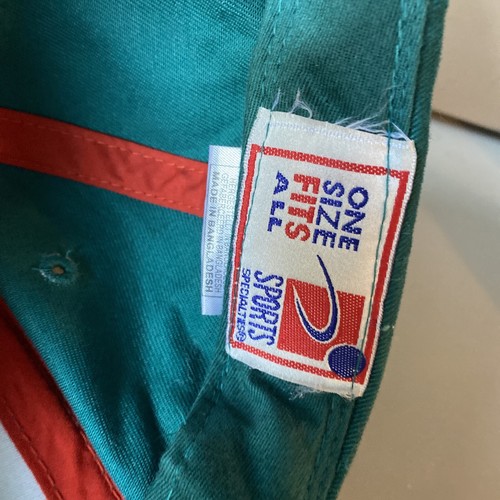 ONE
SIZE
FITS
ALL
SPORTS
SPECIALTIES®
MADE IN BANGLADESH